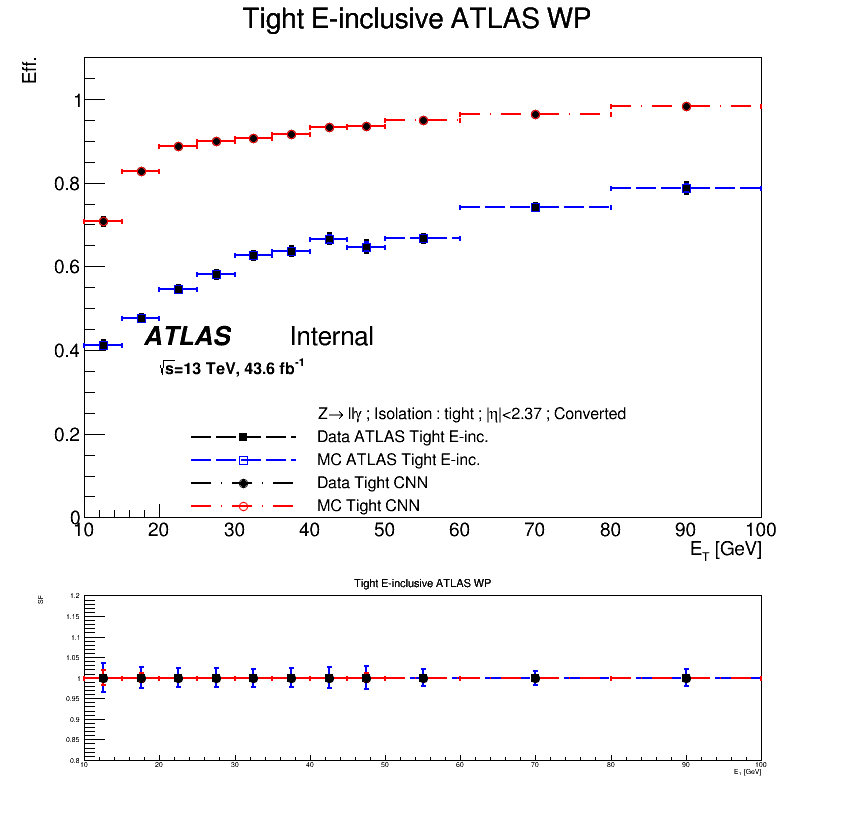 Tight E-inclusive ATLAS WP
Eff.
1
0.8
0.6
0.4
0.2
0
ATLAS Internal
√s=13 TeV, 43.6 fb⁻¹
Z→ llγ ; Isolation : tight ; |η|<2.37 ; Converted
Data ATLAS Tight E-inc.
MC ATLAS Tight E-inc.
Data Tight CNN
MC Tight CNN
10 20 30 40 50 60 70 80 90 100
E_T [GeV]
Tight E-inclusive ATLAS WP
SF
1.2
1.15
1.1
1.05
1
0.95
0.9
0.85
0.8
10 20 30 40 50 60 70 80 90 100
E_T [GeV]